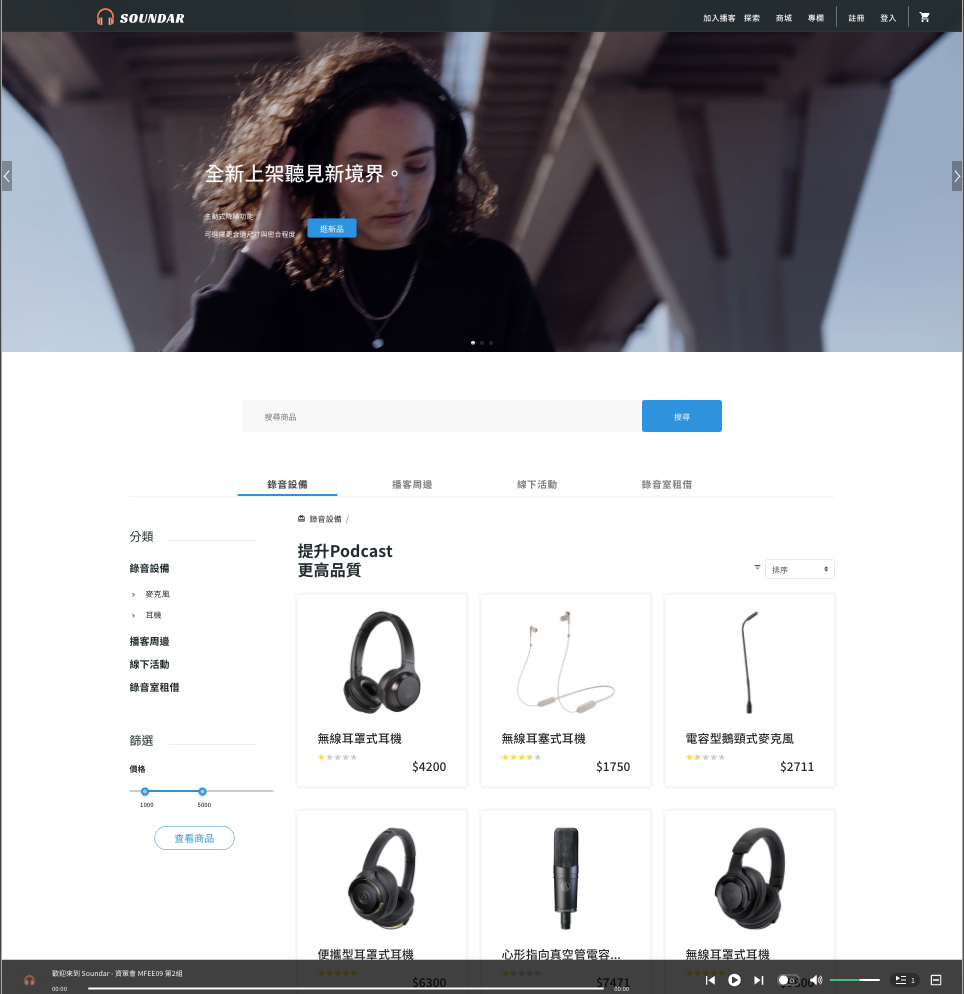 SOUNDAR
加入播客 探索 商城 專欄 註冊 登入
全新上架聽見新境界。
主動式降噪功能
可選擇更合適尺寸與密合程度
逛新品
搜尋商品
搜尋
錄音設備 播客周邊 線下活動 錄音室租借
錄音設備 /
分類
提升Podcast
更高品質
錄音設備
排序
麥克風
耳機
播客周邊
線下活動
錄音室租借
篩選
價格
1000 5000
查看商品
無線耳罩式耳機
$4200
無線耳塞式耳機
$1750
電容型鵝頸式麥克風
$2711
便攜型耳罩式耳機
$6300
心形指向真空管電容...
$7471
無線耳罩式耳機
歡迎來到 Soundar - 資策會 MFEE09 第2組
00:00 00:00
1